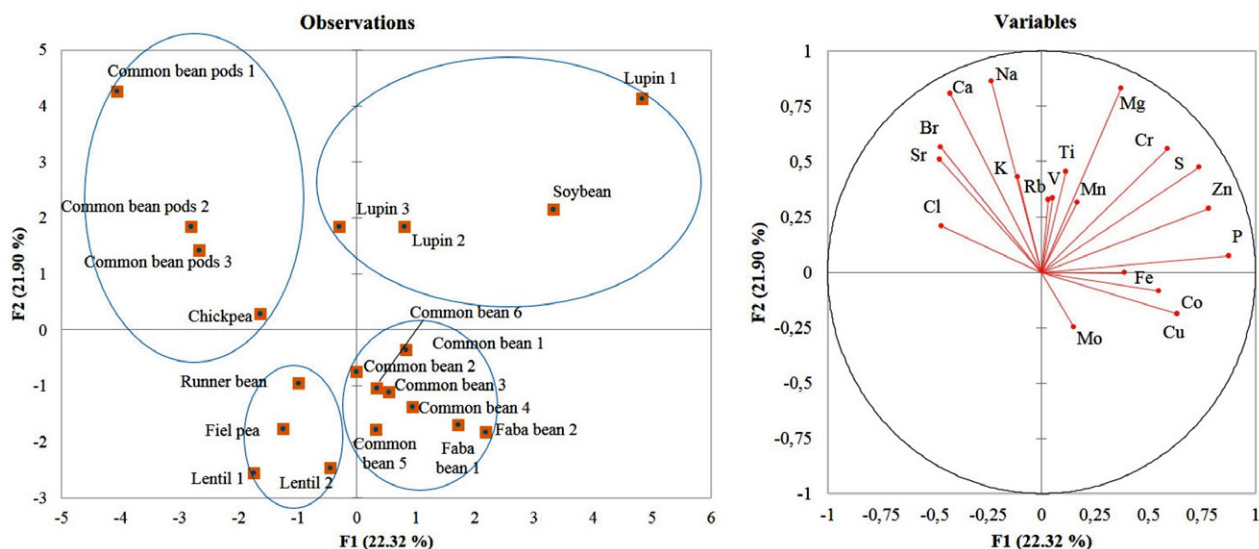 Observations
5
4
3
2
1
0
-1
-2
-3
F2 (21.90 %)
-5
-4
-3
-2
-1
0
1
2
3
4
5
6
F1 (22.32 %)
Common bean pods 1
Common bean pods 2
Common bean pods 3
Chickpea
Lupin 1
Soybean
Lupin 3
Lupin 2
Common bean 6
Common bean 1
Common bean 2
Common bean 3
Common bean 4
Common
bean 5
Faba
bean 1
Faba bean 2
Runner bean
Fiel pea
Lentil 1
Lentil 2
Variables
1
0,75
0,5
0,25
0
-0,25
-0,5
-0,75
-1
F2 (21.90 %)
-1
-0,75
-0,5
-0,25
0
0,25
0,5
0,75
1
F1 (22.32 %)
Na
Ca
Mg
Br
Cr
Sr
Ti
S
K
V
Rb
Mn
Zn
Cl
P
Fe
Co
Cu
Mo